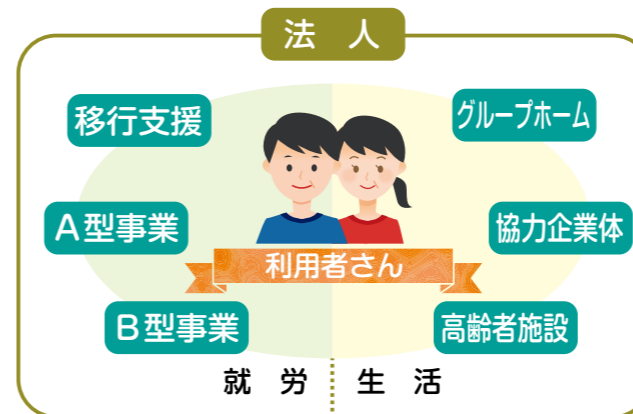 法 人
移行支援
グループホーム
A型事業
協力企業体
利用者さん
B型事業
高齢者施設
就 労
生 活